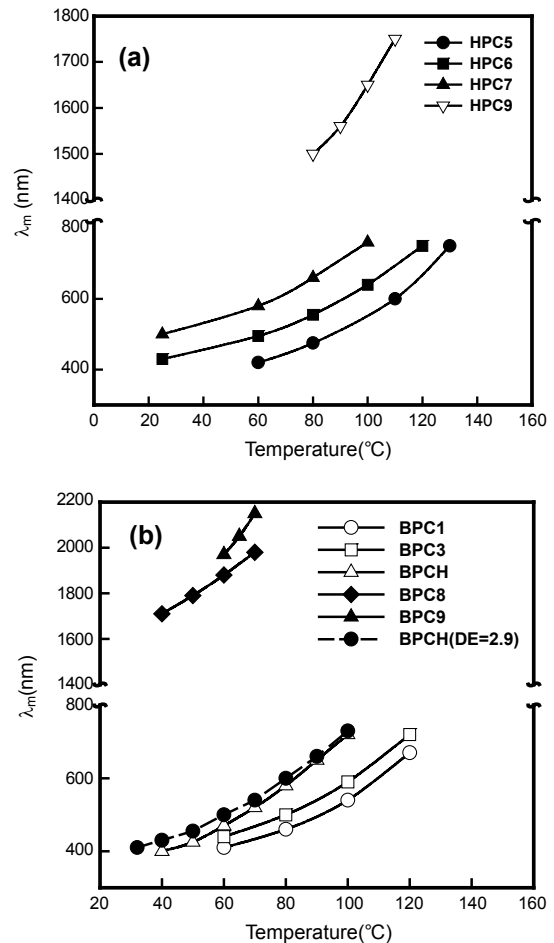 1800
(a)
HPC5
HPC6
HPC7
HPC9
1700
1600
1500
1400
λm (nm)
800
600
400
0 20 40 60 80 100 120 140 160
Temperature(°C)
2200
(b)
BPC1
BPC3
BPCH
BPC8
BPC9
BPCH(DE=2.9)
2000
1800
1600
1400
λm(nm)
800
600
400
20 40 60 80 100 120 140 160
Temperature(°C)